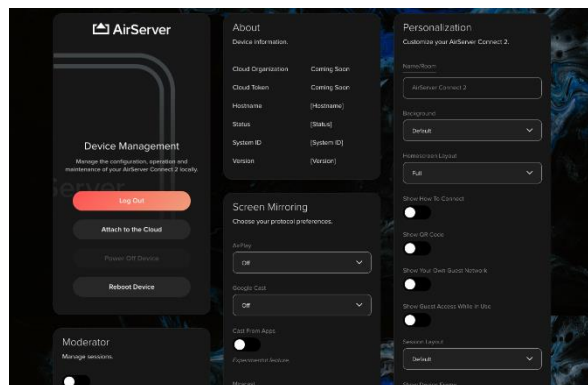 AirServer
Device Management
Manage the configuration, operation and
maintenance of your AirServer Connect 2 locally.
Log Out
Attach to the Cloud
Power Off Device
Reboot Device
Moderator
Manage sessions.
About
Device information.
Cloud Organization Coming Soon
Cloud Token Coming Soon
Hostname [Hostname]
Status [Status]
System ID [System ID]
Version [Version]
Screen Mirroring
Choose your protocol preferences.
AirPlay
Off
Google Cast
Off
Cast From Apps
Experimental feature.
Miracast
Personalization
Customize your AirServer Connect 2.
Name/Room
AirServer Connect 2
Background
Default
Homescreen Layout
Full
Show How To Connect
Show QR Code
Show Your Own Guest Network
Show Guest Access While in Use
Session Layout
Default
Show Device Frame